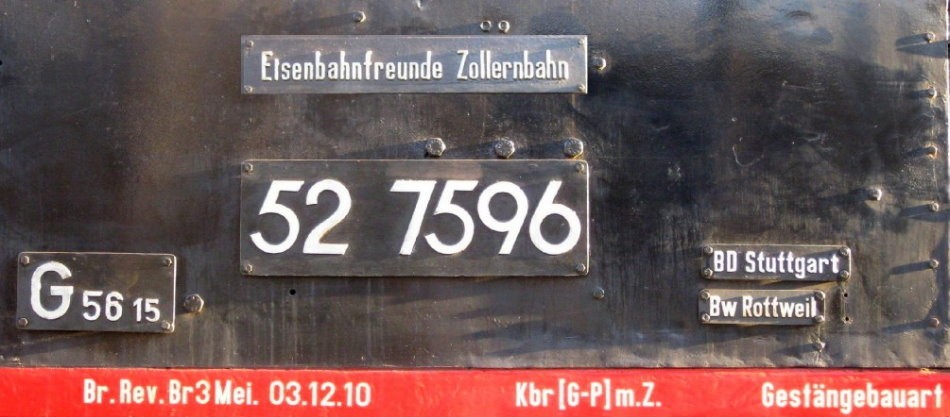 Eisenbahnfreunde Zollernbahn
52 7596
G 56 15
BD Stuttgart
Bw Rottweil
Br. Rev. Br3 Mei. 03.12.10 Kbr [G-P] m.Z. Gestängebauart